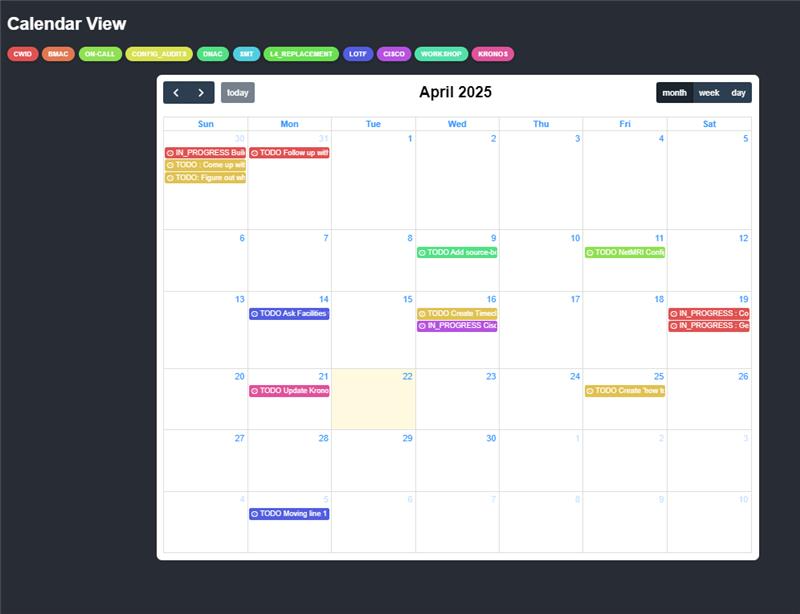 Calendar View
CWID BMAC ON-CALL CONFIG_AUDITS DNAC SMT L4_REPLACEMENT LOTF CISCO WORKSHOP KRONOS
today April 2025 month week day
Sun Mon Tue Wed Thu Fri Sat
30 31 1 2 3 4 5
IN_PROGRESS Buil TODO Follow up with
TODO : Come up wit
TODO: Figure out wh
6 7 8 9 10 11 12
TODO Add source-b TODO NetMRI Confi
13 14 15 16 17 18 19
TODO Ask Facilities TODO Create Timecl IN_PROGRESS : Co
IN_PROGRESS Cisc IN_PROGRESS : Ge
20 21 22 23 24 25 26
TODO Update Krono TODO Create 'how t
27 28 29 30 1 2 3
4 5 6 7 8 9 10
TODO Moving line 1